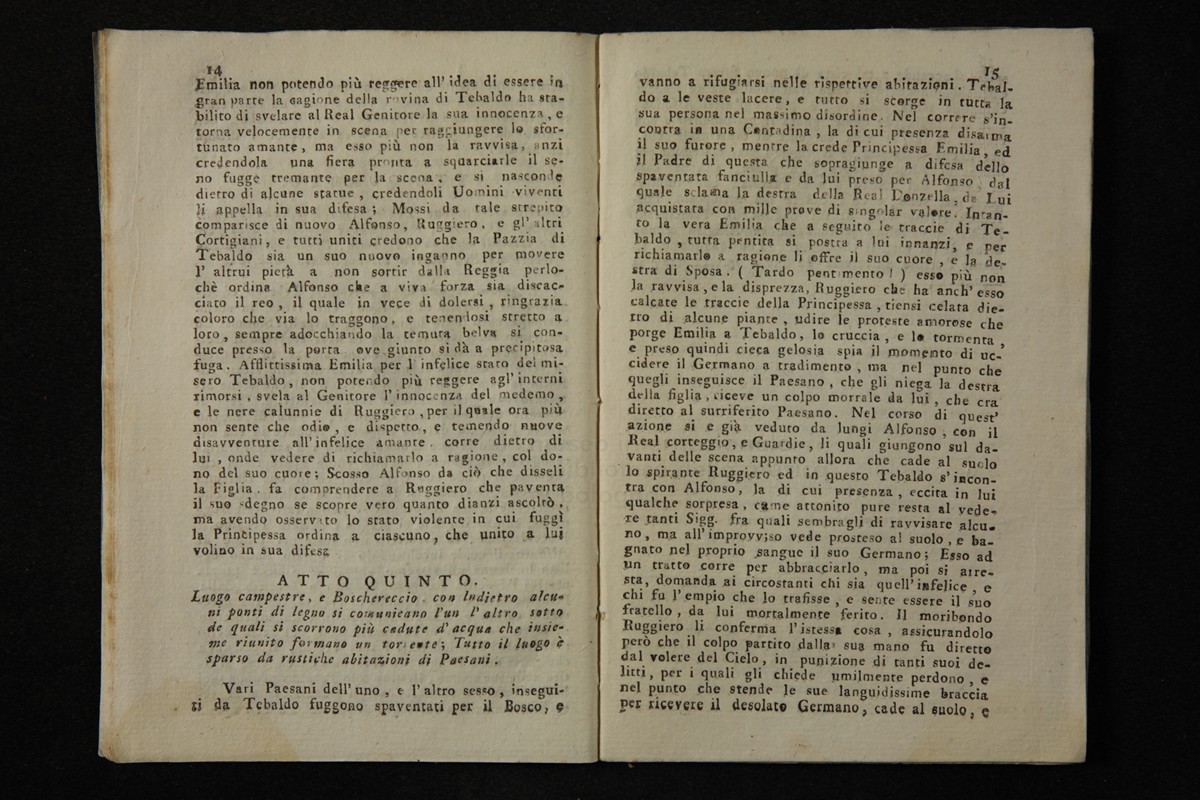 14
Emilia non potendo più reggere all' idea di essere in
gran parte la cagione della rovina di Tebaldo ha sta-
bilito di svelare al Real Genitore la sua innocenza, e
torna velocemente in scena per raggiungere lo sfor-
tunato amante, ma esso più non la ravvisa, anzi
credendola una fiera pronta a squarciarle il se-
no fugge tremante per la scena, e si nasconde
dietro di alcune statue, credendoli Uomini viventi
li appella in sua difesa; Mossi da tale strepito
comparisce di nuovo Alfonso, Ruggiero, e gl' altri
Cortigiani, e tutti uniti credono che la Pazzia di
Tebaldo sia un suo nuovo inganno per movere
l' altrui pietà a non sortir dalla Reggia perlo-
chè ordina Alfonso che a viva forza sia discac-
ciato il reo, il quale in vece di dolersi, ringrazia
coloro che via lo traggono, e tenendosi stretto a
loro, sempre adocchiando la temuta belva si con-
duce presso la porta ove giunto si dà a precipitosa
fuga. Afflittissima Emilia per l' infelice stato del mi-
sero Tebaldo, non potendo più reggere agl' interni
rimorsi, svela al Genitore l' innocenza del medemo,
e le nere calunnie di Ruggiero, per il quale ora più
non sente che odio, e dispetto, e temendo nuove
disavventure all' infelice amante. corre dietro di
lui, onde vedere di richiamarlo a ragione, col do-
no del suo cuore; Scosso Alfonso da ciò che disseli
la Figlia. fa comprendere a Ruggiero che paventa
il suo sdegno se scopre vero quanto dianzi ascoltò,
ma avendo osservato lo stato violente in cui fuggì
la Principessa ordina a ciascuno, che unito a lui
volino in sua difesa
ATTO QUINTO.
Luogo campestre, e Boschereccio con Indietro alcu-
ni ponti di legno si comunicano l'un l' altro sotto
de quali si scorrono più cadute d' acqua che insie-
me riunito formano un torrente; Tutto il luogo è
sparso da rustiche abitazioni di Paesani.
Vari Paesani dell' uno, e l' altro sesso, insegui-
ti da Tebaldo fuggono spaventati per il Bosco, e
15
vanno a rifugiarsi nelle rispettive abitazioni. Tebal-
do a le veste lacere, e tutto si scorge in tutta la
sua persona nel massimo disordine. Nel correre s'in-
contra in una Contadina, la di cui presenza disarma
il suo furore, mentre la crede Principessa Emilia, ed
il Padre di questa che sopragiunge a difesa dello
spaventata fanciulla e da lui preso per Alfonso dal
quale sclama la destra della Real Donzella, da Lui
acquistata con mille prove di singolar valore. Intan-
to la vera Emilia che a seguito le traccie di Te-
baldo, tutta pentita si postra a lui innanzi, e per
richiamarlo a ragione li offre il suo cuore, e la de-
stra di Sposa. (Tardo pentimento!) esso più non
la ravvisa, e la disprezza, Ruggiero che ha anch' esso
calcate le traccie della Principessa, tiensi celata die-
tro di alcune piante, udire le proteste amorose che
porge Emilia a Tebaldo, lo cruccia, e lo tormenta,
e preso quindi cieca gelosia spia il momento di uc-
cidere il Germano a tradimento, ma nel punto che
quegli inseguisce il Paesano, che gli niega la destra
della figlia, riceve un colpo morrale da lui, che era
diretto al surriferito Paesano. Nel corso di quest'
azione si e già veduto da lungi Alfonso, con il
Real corteggio, e Guardie, li quali giungono sul da-
vanti delle scena appunto allora che cade al suolo
lo spirante Ruggiero ed in questo Tebaldo s'incon-
tra con Alfonso, la di cui presenza, eccita in lui
qualche sorpresa, come attonito pure resta al vede-
re tanti Sigg. fra quali sembragli di ravvisare alcu-
no, ma all' improvviso vede prosteso al suolo, e ba-
gnato nel proprio sangue il suo Germano; Esso ad
un tratto corre per abbracciarlo, ma poi si arre-
sta, domanda ai circostanti chi sia quell' infelice, e
chi fu l' empio che lo trafisse, e sente essere il suo
fratello, da lui mortalmente ferito. Il moribondo
Ruggiero li conferma l'istessa cosa, assicurandolo
però che il colpo partito dalla sua mano fu diretto
dal volere del Cielo, in punizione di tanti suoi de-
litti, per i quali gli chiede umilmente perdono, e
nel punto che stende le sue languidissime braccia
per ricevere il desolato Germano, cade al suolo, e